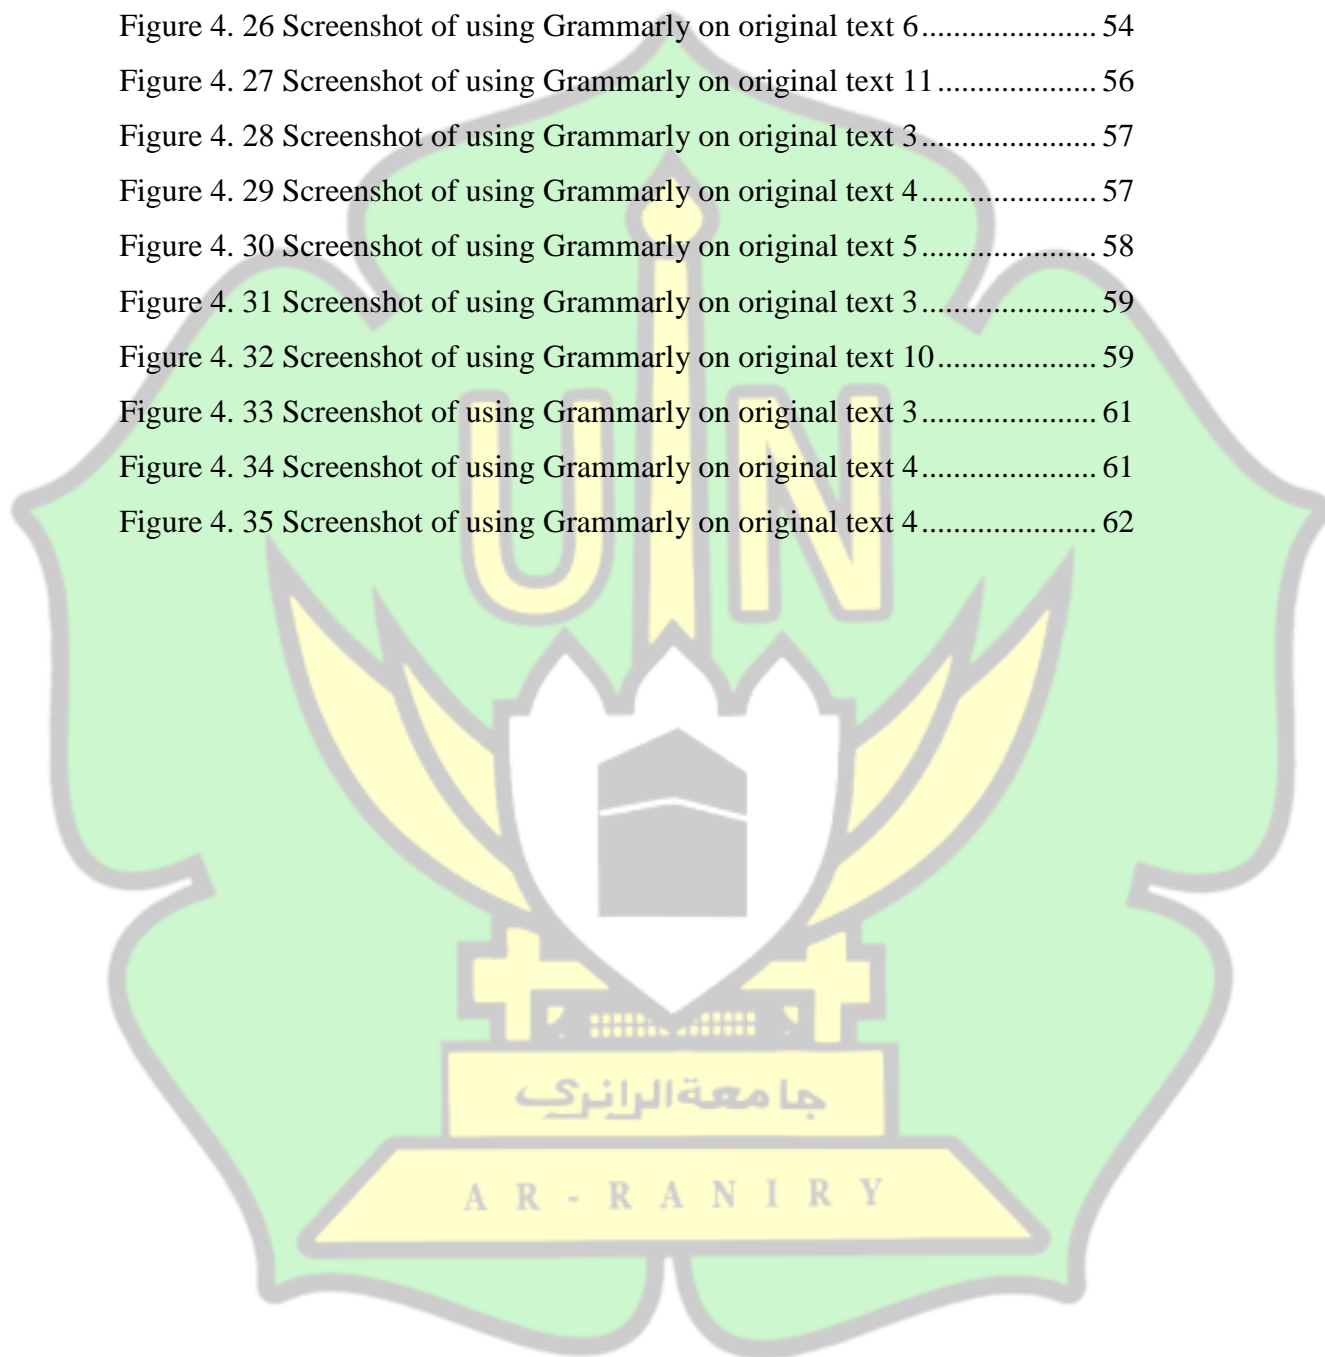 Figure 4. 26 Screenshot of using Grammarly on original text 6..................... 54
Figure 4. 27 Screenshot of using Grammarly on original text 11................... 56
Figure 4. 28 Screenshot of using Grammarly on original text 3..................... 57
Figure 4. 29 Screenshot of using Grammarly on original text 4..................... 57
Figure 4. 30 Screenshot of using Grammarly on original text 5..................... 58
Figure 4. 31 Screenshot of using Grammarly on original text 3..................... 59
Figure 4. 32 Screenshot of using Grammarly on original text 10................... 59
Figure 4. 33 Screenshot of using Grammarly on original text 3..................... 61
Figure 4. 34 Screenshot of using Grammarly on original text 4..................... 61
Figure 4. 35 Screenshot of using Grammarly on original text 4..................... 62
UIN
جامعة الرانري
AR-RANIRY